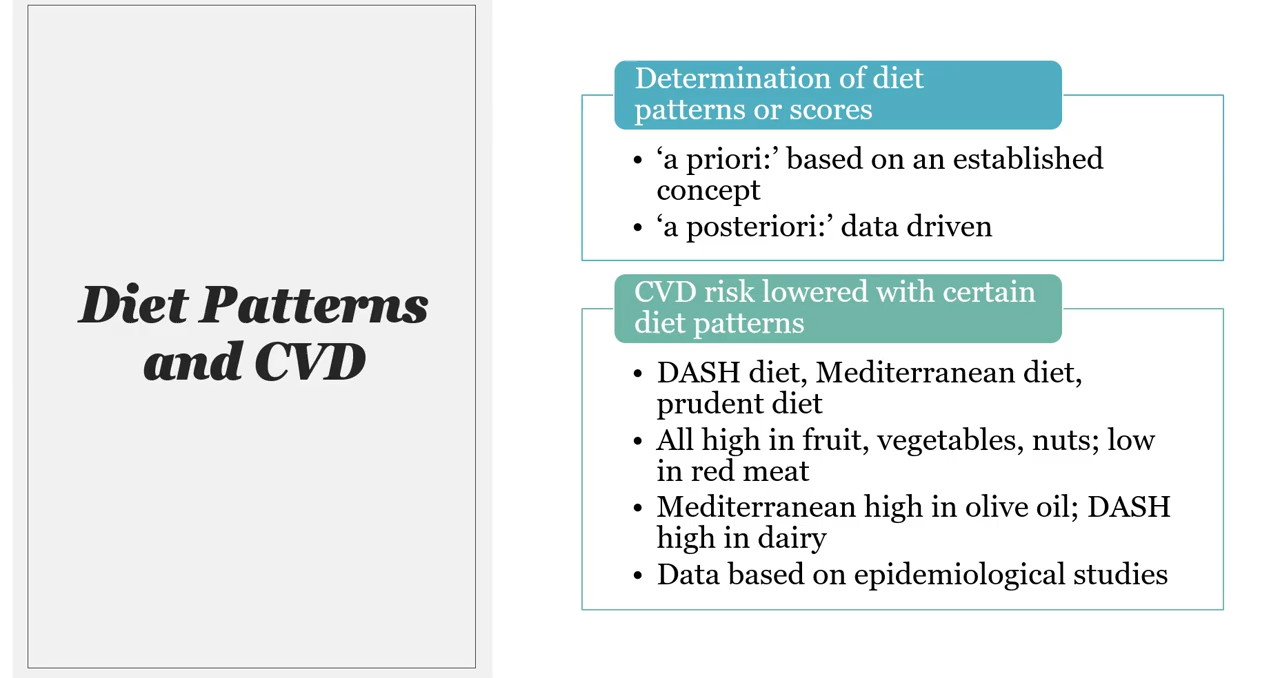 Diet Patterns
and CVD
Determination of diet
patterns or scores
• ‘a priori:’ based on an established
concept
• ‘a posteriori:’ data driven
CVD risk lowered with certain
diet patterns
• DASH diet, Mediterranean diet,
prudent diet
• All high in fruit, vegetables, nuts; low
in red meat
• Mediterranean high in olive oil; DASH
high in dairy
• Data based on epidemiological studies